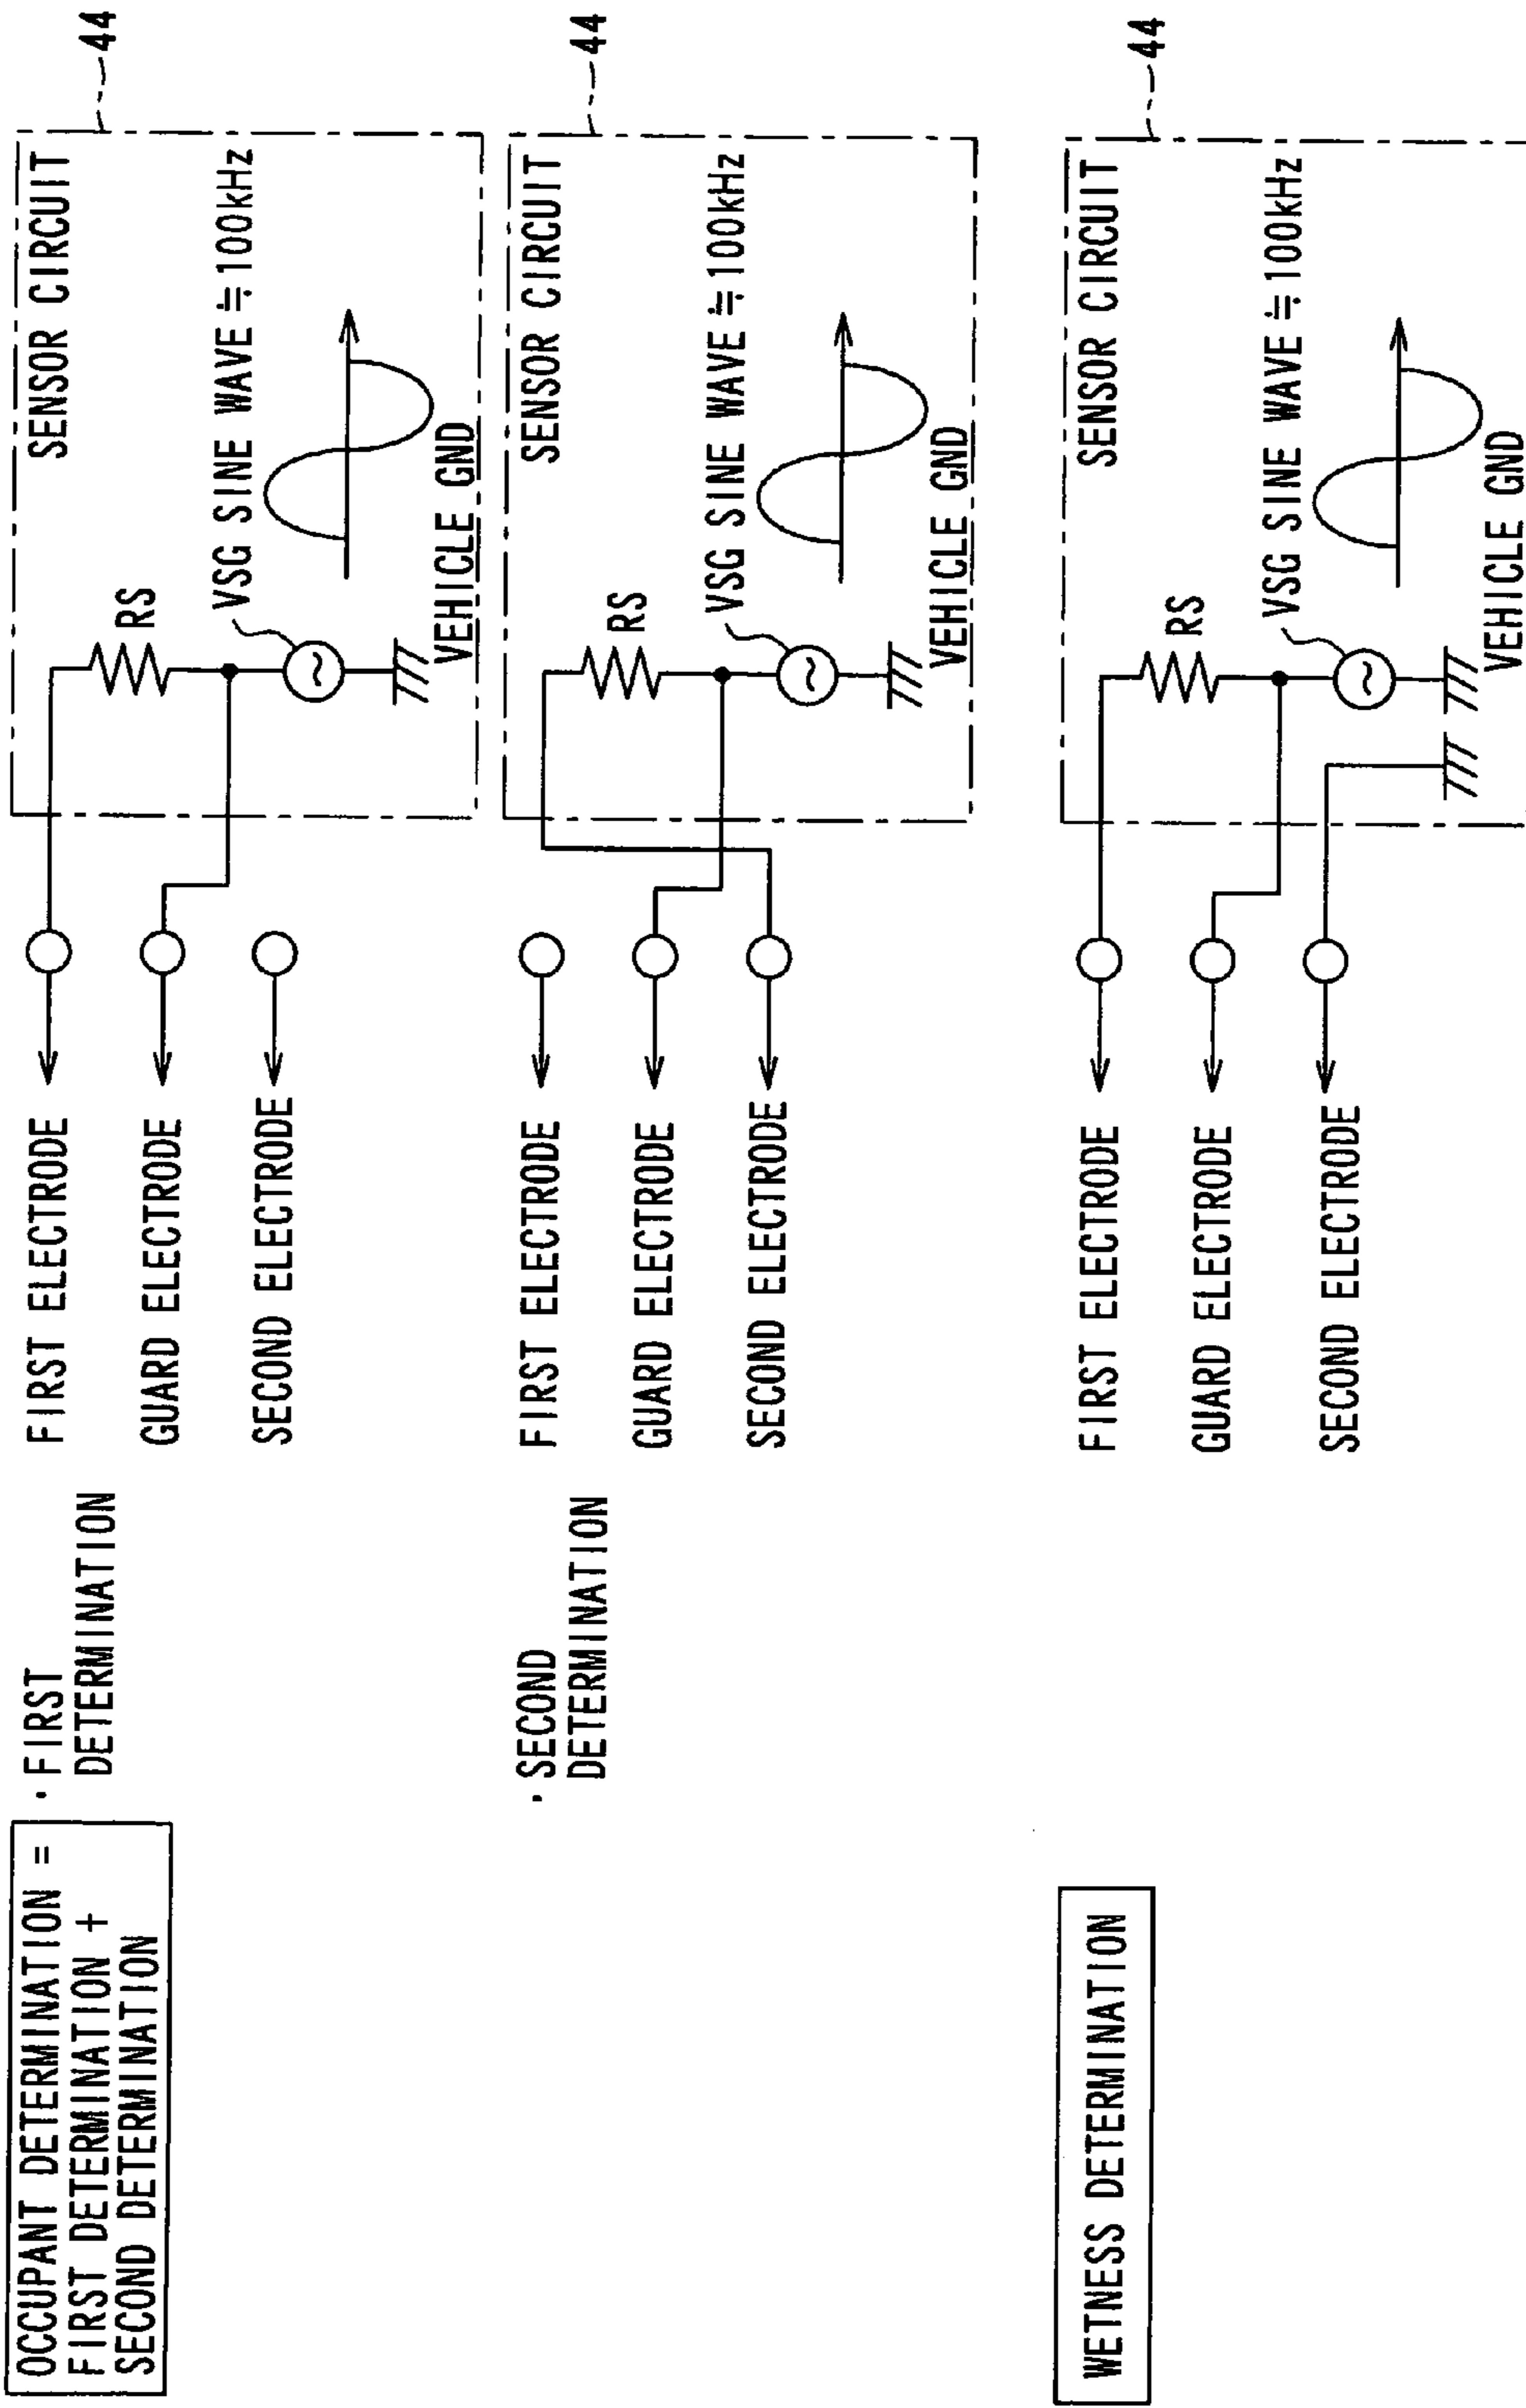 OCCUPANT DETERMINATION =
FIRST DETERMINATION +
SECOND DETERMINATION
・FIRST
DETERMINATION
FIRST ELECTRODE
GUARD ELECTRODE
SECOND ELECTRODE
SENSOR CIRCUIT
RS
VSG SINE WAVE ≒ 100kHz
VEHICLE GND
44
・SECOND
DETERMINATION
FIRST ELECTRODE
GUARD ELECTRODE
SECOND ELECTRODE
SENSOR CIRCUIT
RS
VSG SINE WAVE ≒ 100kHz
VEHICLE GND
44
WETNESS DETERMINATION
FIRST ELECTRODE
GUARD ELECTRODE
SECOND ELECTRODE
SENSOR CIRCUIT
RS
VSG SINE WAVE ≒ 100kHz
VEHICLE GND
44